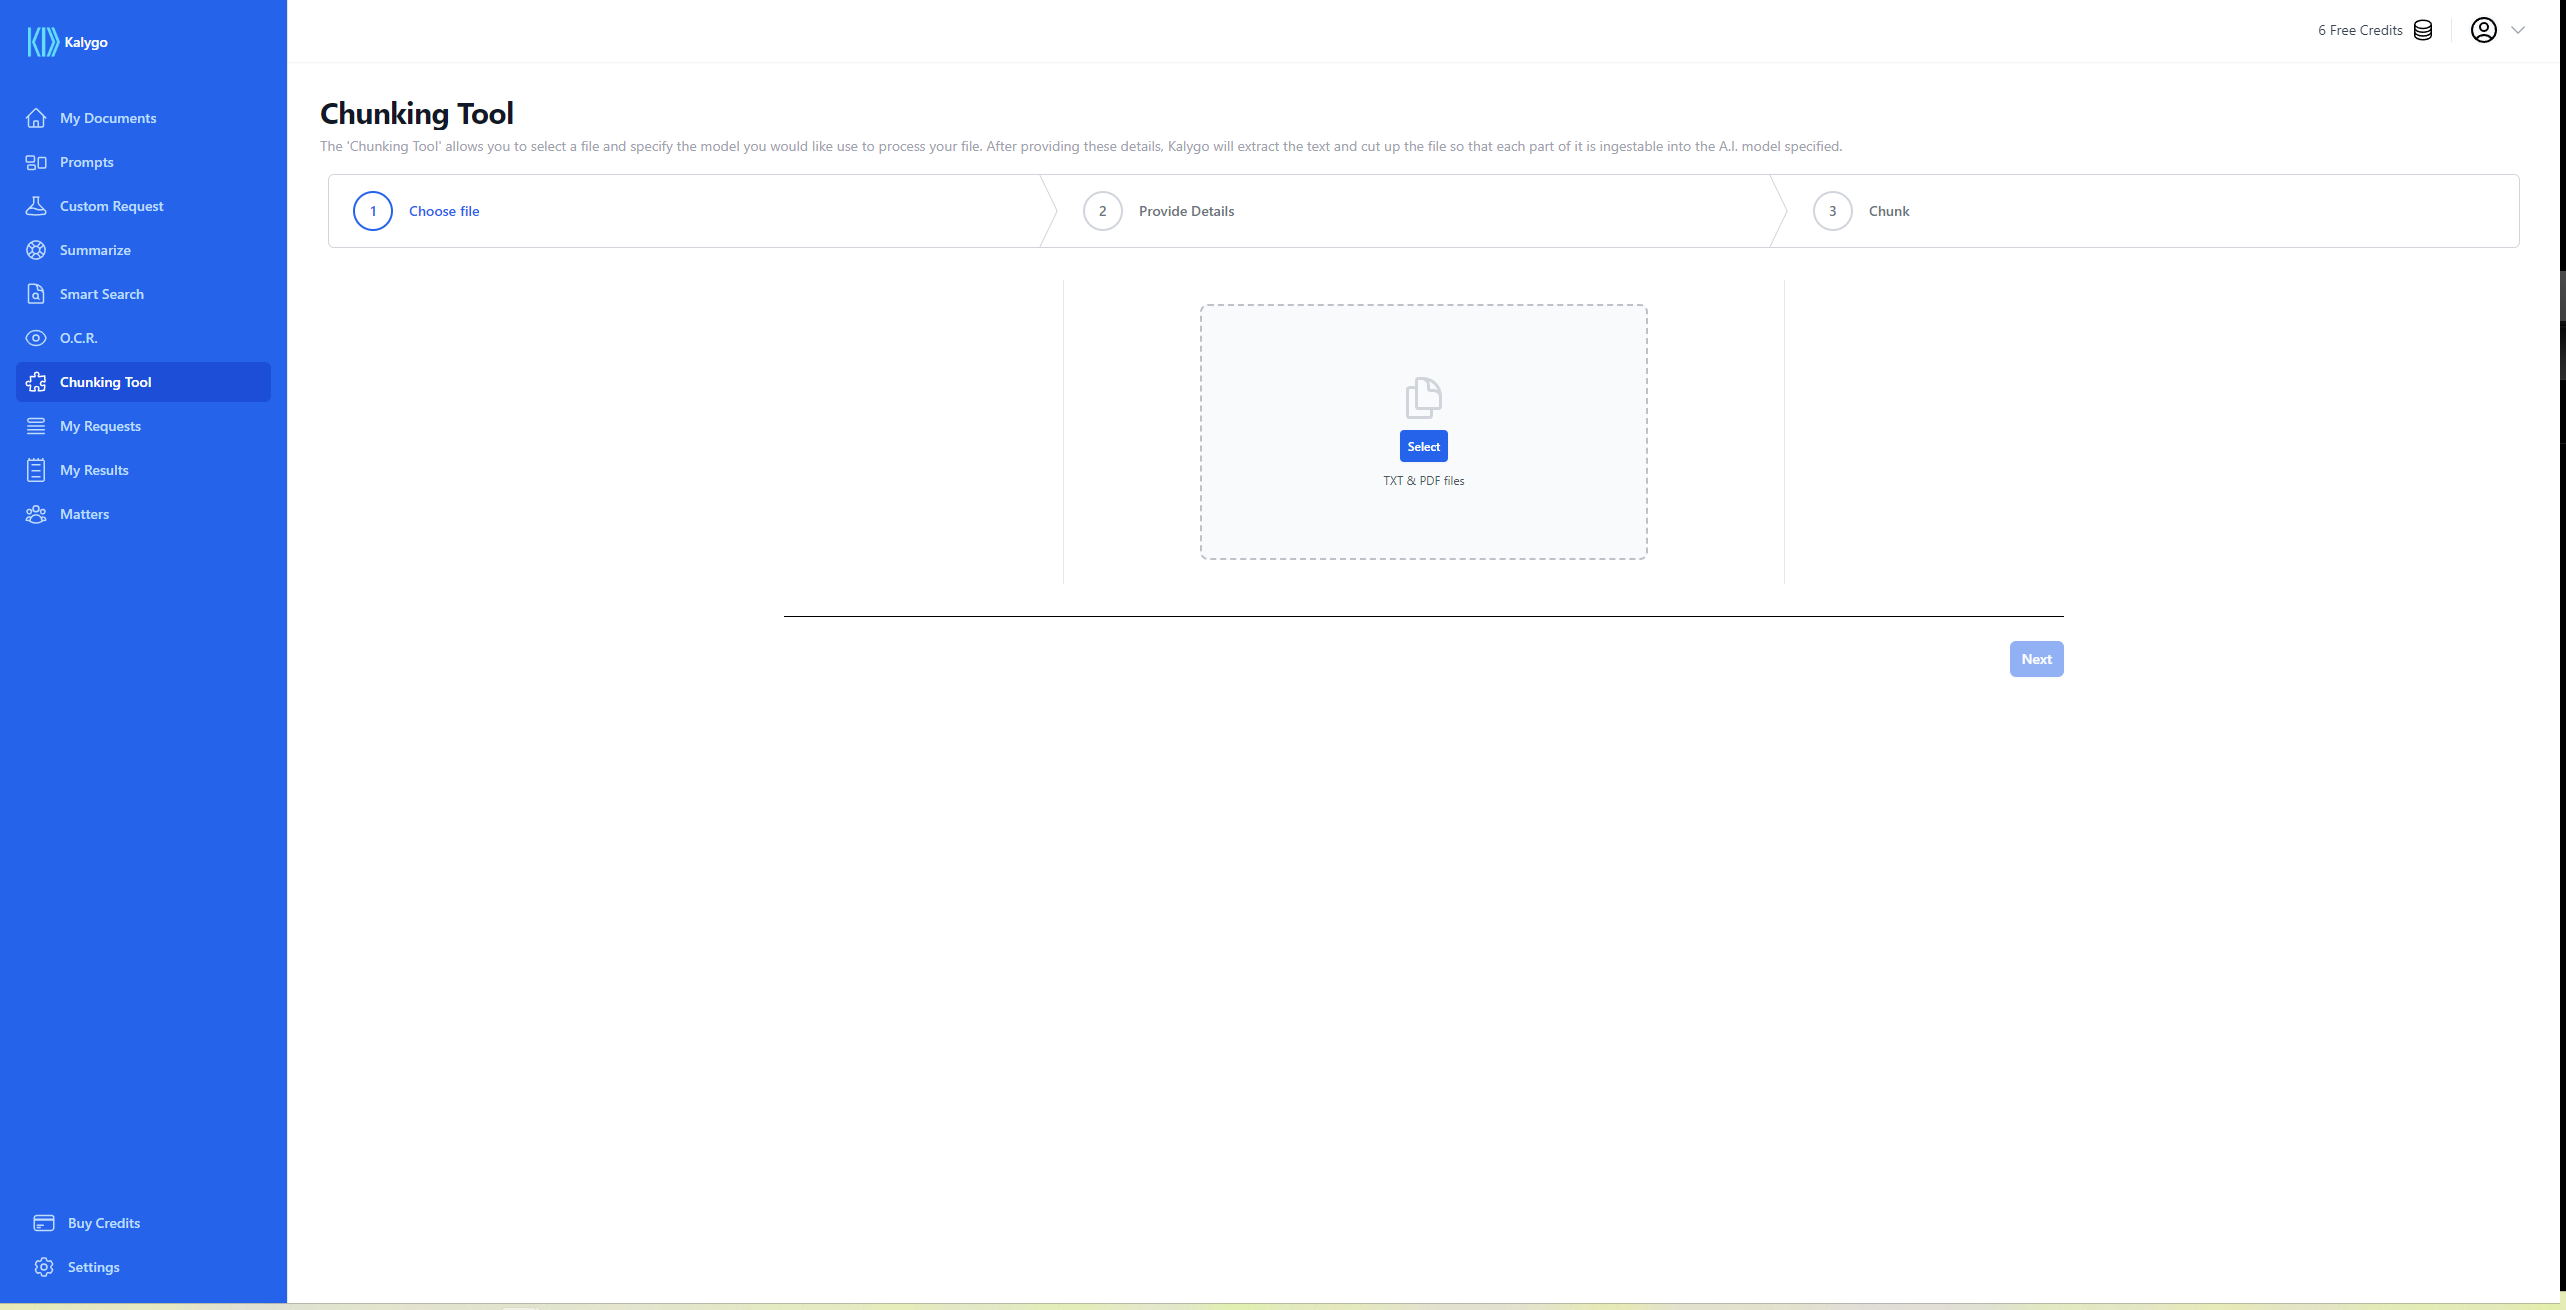 Kalygo
6 Free Credits
My Documents
Prompts
Custom Request
Summarize
Smart Search
O.C.R.
Chunking Tool
My Requests
My Results
Matters
Buy Credits
Settings
Chunking Tool
The 'Chunking Tool' allows you to select a file and specify the model you would like use to process your file. After providing these details, Kalygo will extract the text and cut up the file so that each part of it is ingestable into the A.I. model specified.
1 Choose file
2 Provide Details
3 Chunk
Select
TXT & PDF files
Next